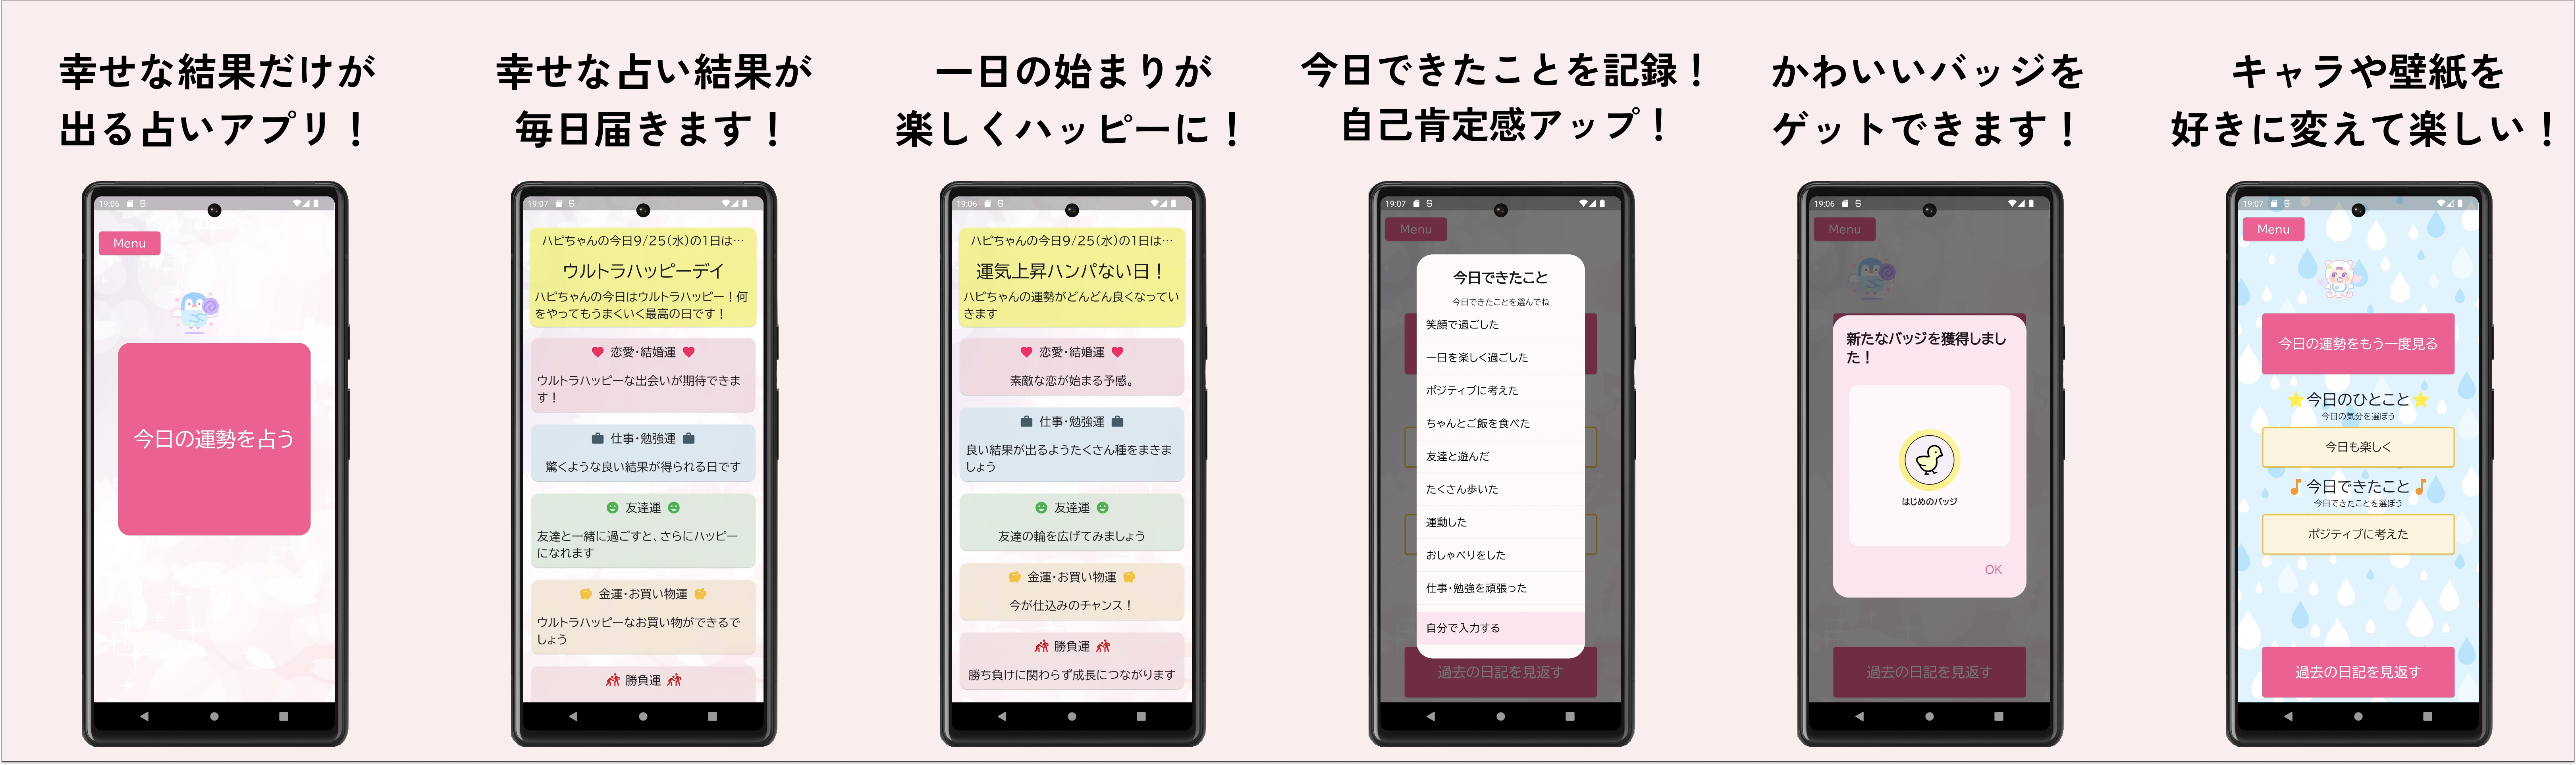 幸せな結果だけが
出る占いアプリ！
19:06
Menu
今日の運勢を占う
幸せな占い結果が
毎日届きます！
19:07
ハピちゃんの今日9/25(水)の1日は…
ウルトラハッピーデイ
ハピちゃんの今日はウルトラハッピー！何
をやってもうまくいく最高の日です！
恋愛・結婚運
ウルトラハッピーな出会いが期待できま
す！
仕事・勉強運
驚くような良い結果が得られる日です
友達運
友達と一緒に過ごすと、さらにハッピー
になれます
金運・お買い物運
ウルトラハッピーなお買い物ができるで
しょう
勝負運
一日の始まりが
楽しくハッピーに！
19:06
ハピちゃんの今日9/25(水)の1日は…
運気上昇ハンパない日！
ハピちゃんの運勢がどんどん良くなってい
きます
恋愛・結婚運
素敵な恋が始まる予感。
仕事・勉強運
良い結果が出るようたくさん種をまきま
しょう
友達運
友達の輪を広げてみましょう
金運・お買い物運
今が仕込みのチャンス！
勝負運
勝ち負けに関わらず成長につながります
今日できたことを記録！
自己肯定感アップ！
19:07
Menu
今日できたこと
今日できたことを選んでね
笑顔で過ごした
一日を楽しく過ごした
ポジティブに考えた
ちゃんとご飯を食べた
友達と遊んだ
たくさん歩いた
運動した
おしゃべりをした
仕事・勉強を頑張った
自分で入力する
過去の日記を見返す
かわいいバッジを
ゲットできます！
19:06
Menu
新たなバッジを獲得しまし
た！
はじめのバッジ
OK
過去の日記を見返す
キャラや壁紙を
好きに変えて楽しい！
19:07
Menu
今日の運勢をもう一度見る
今日のひとこと
今日の気分を選ぼう
今日も楽しく
今日できたこと
今日できたことを選ぼう
ポジティブに考えた
過去の日記を見返す